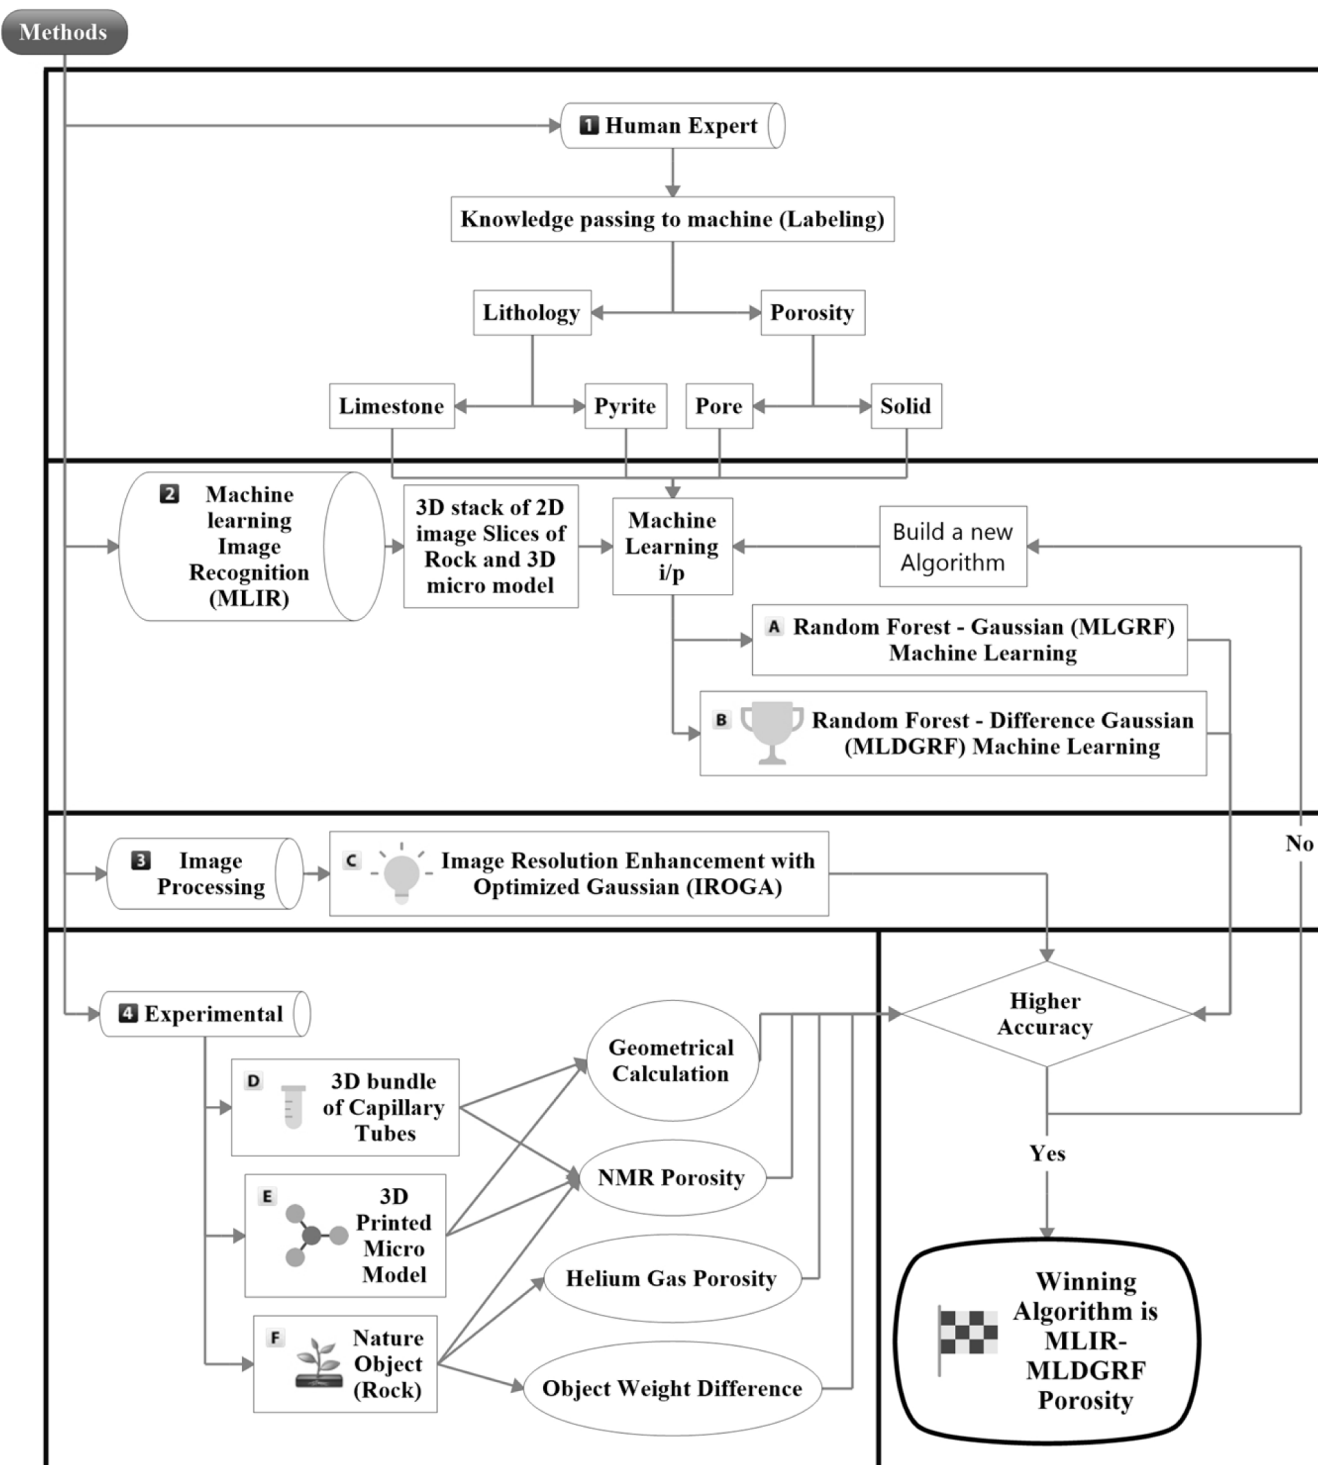 Methods
1 Human Expert
Knowledge passing to machine (Labeling)
Lithology
Porosity
Limestone
Pyrite
Pore
Solid
2 Machine
learning
Image
Recognition
(MLIR)
3D stack of 2D
image Slices of
Rock and 3D
micro model
Machine
Learning
i/p
Build a new
Algorithm
A Random Forest - Gaussian (MLGRF)
Machine Learning
B Random Forest - Difference Gaussian
(MLDGRF) Machine Learning
3 Image
Processing
C Image Resolution Enhancement with
Optimized Gaussian (IROGA)
No
4 Experimental
D 3D bundle
of Capillary
Tubes
E 3D
Printed
Micro
Model
F Nature
Object
(Rock)
Geometrical
Calculation
NMR Porosity
Helium Gas Porosity
Object Weight Difference
Higher
Accuracy
Yes
Winning
Algorithm is
MLIR-
MLDGRF
Porosity